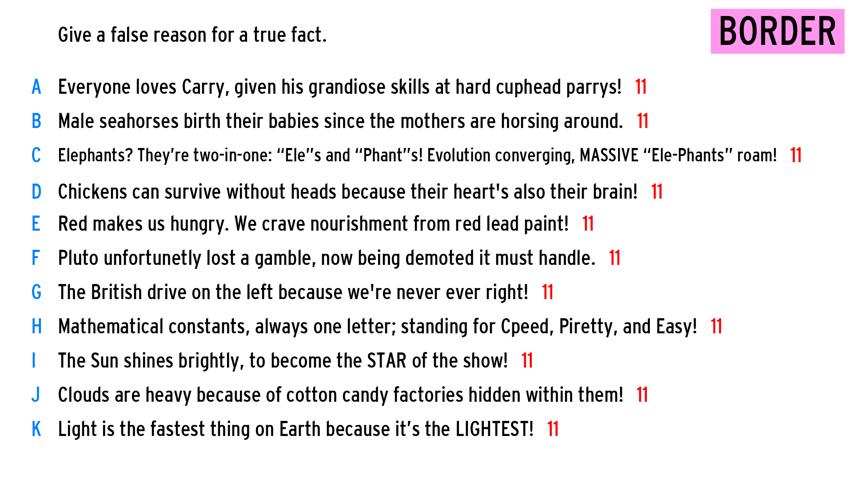 Give a false reason for a true fact.
BORDER
A Everyone loves Carry, given his grandiose skills at hard cuphead parrys! 11
B Male seahorses birth their babies since the mothers are horsing around. 11
C Elephants? They're two-in-one: “Ele”s and “Phant”s! Evolution converging, MASSIVE “Ele-Phants” roam! 11
D Chickens can survive without heads because their heart's also their brain! 11
E Red makes us hungry. We crave nourishment from red lead paint! 11
F Pluto unfortunetly lost a gamble, now being demoted it must handle. 11
G The British drive on the left because we're never ever right! 11
H Mathematical constants, always one letter; standing for Cpeed, Piretty, and Easy! 11
I The Sun shines brightly, to become the STAR of the show! 11
J Clouds are heavy because of cotton candy factories hidden within them! 11
K Light is the fastest thing on Earth because it's the LIGHTEST! 11